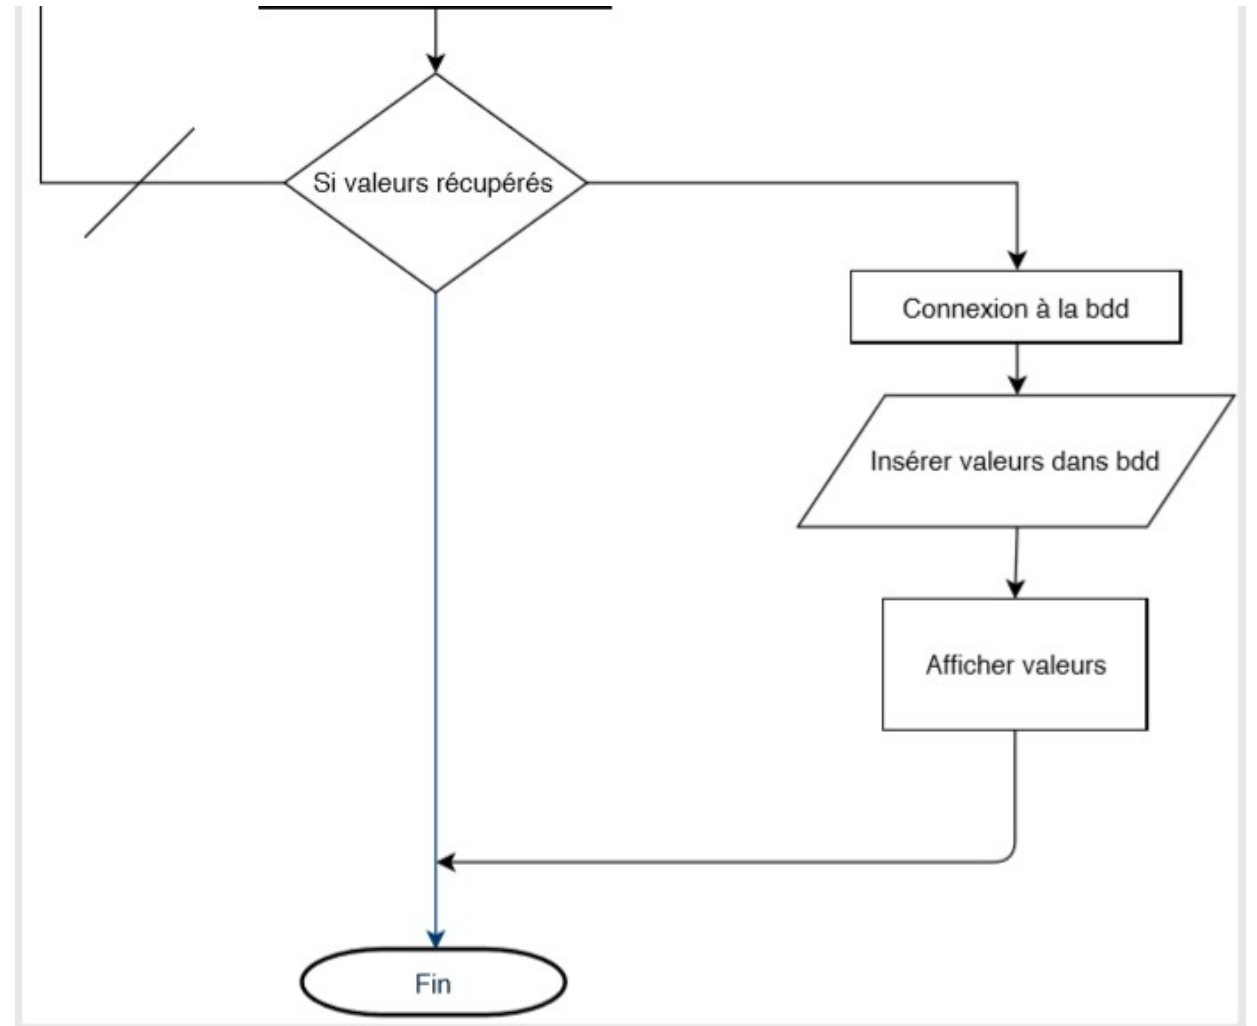 Si valeurs récupérés
Connexion à la bdd
Insérer valeurs dans bdd
Afficher valeurs
Fin